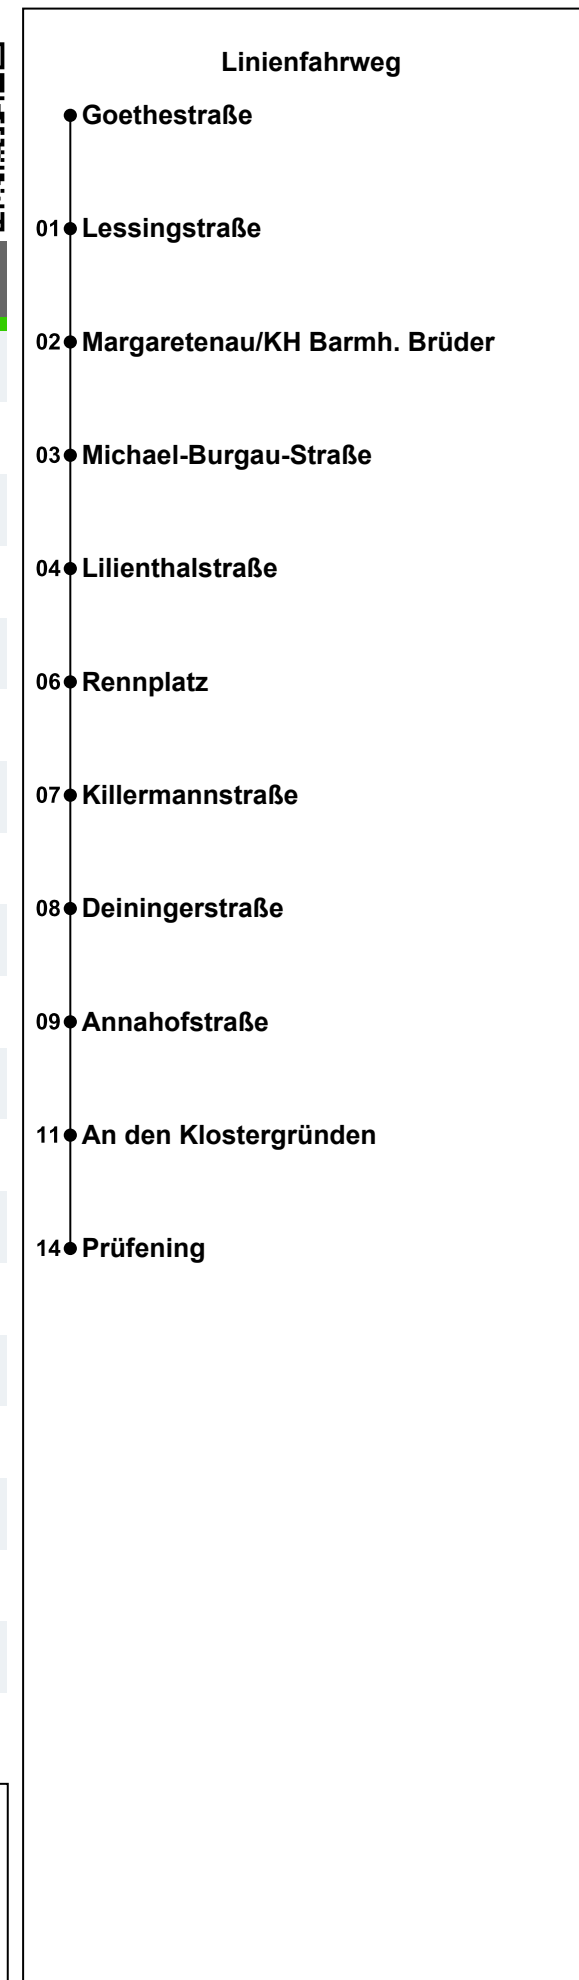 Linienfahrweg
Goethestraße
01 Lessingstraße
02 Margaretenau/KH Barmh. Brüder
03 Michael-Burgau-Straße
04 Lilienthalstraße
06 Rennplatz
07 Killermannstraße
08 Deiningerstraße
09 Annahofstraße
11 An den Klostergründen
14 Prüfening